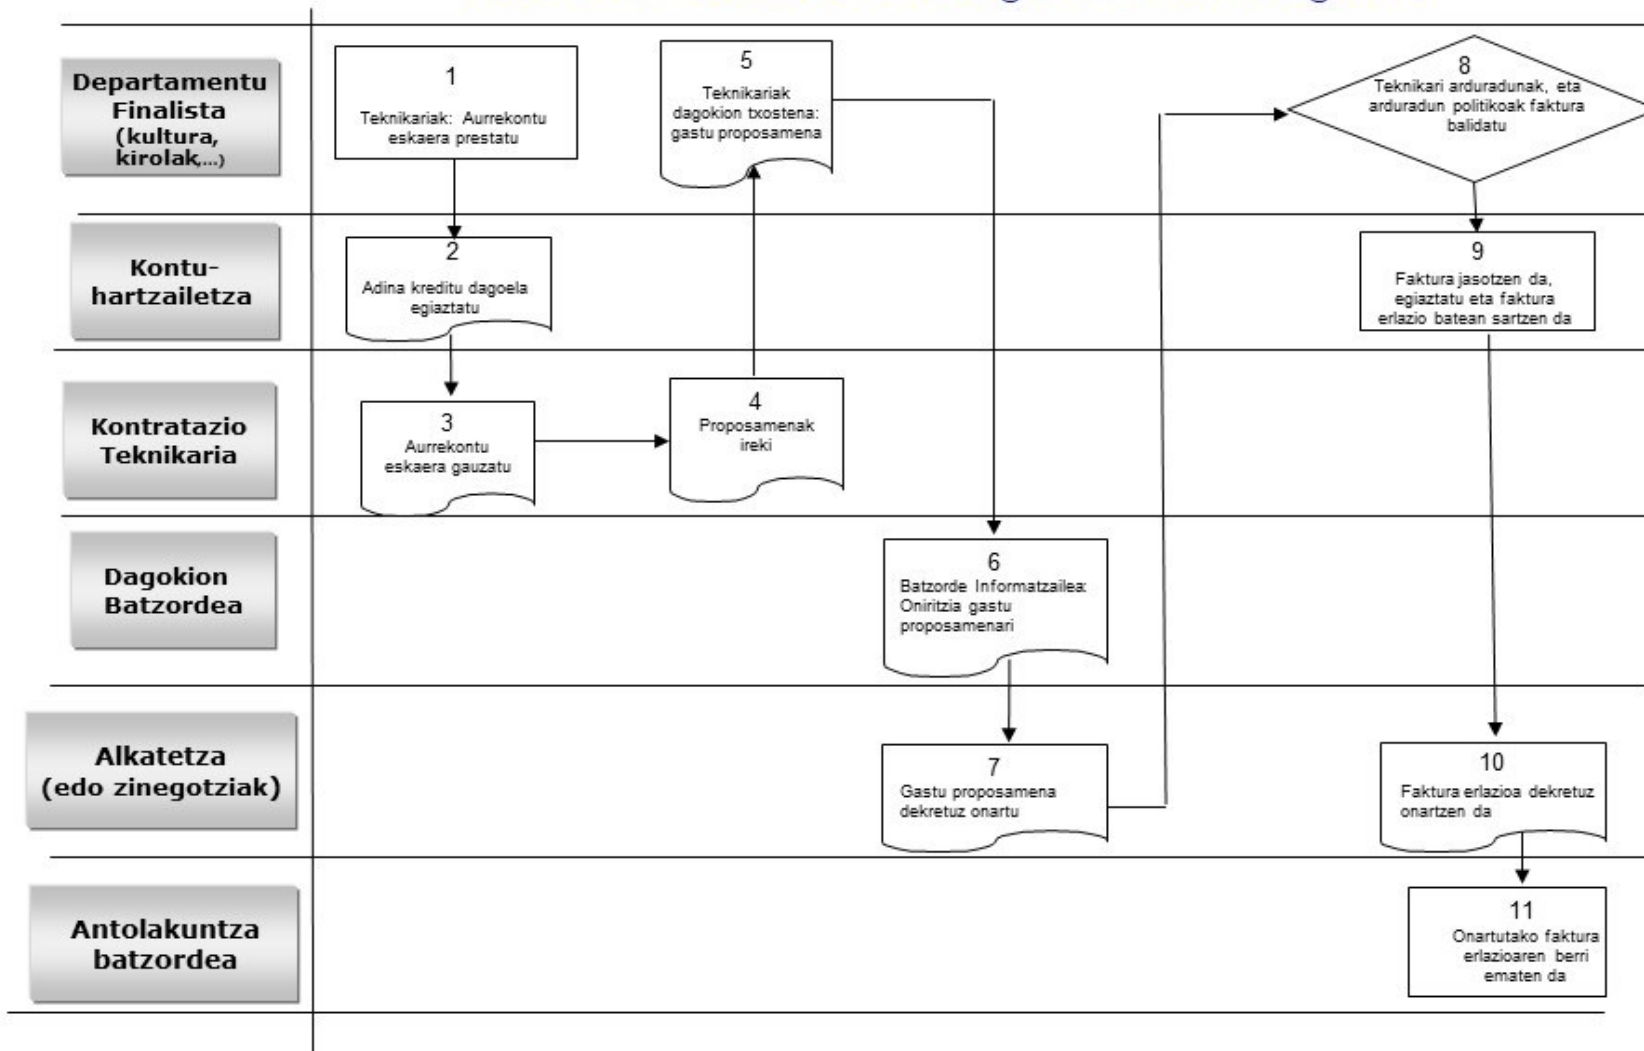 Departamentu
Finalista
(kultura,
kirolak,...)
1
Teknikariak: Aurrekontu
eskaera prestatu
5
Teknikariak
dagokion txostena:
gastu proposamena
8
Teknikari arduradunak, eta
arduradun politikoak faktura
balidatu
Kontu-
hartzailetza
2
Adina kreditu dagoela
egiaztatu
9
Faktura jasotzen da,
egiaztatu eta faktura
erlazio batean sartzen da
Kontratazio
Teknikaria
3
Aurrekontu
eskaera gauzatu
4
Proposamenak
ireki
Dagokion
Batzordea
6
Batzorde Informatzailea:
Oniritzia gastu
proposamenari
Alkatetza
(edo zinegotziak)
7
Gastu proposamena
dekretuz onartu
10
Faktura erlazioa dekretuz
onartzen da
Antolakuntza
batzordea
11
Onartutako faktura
erlazioaren berri
ematen da